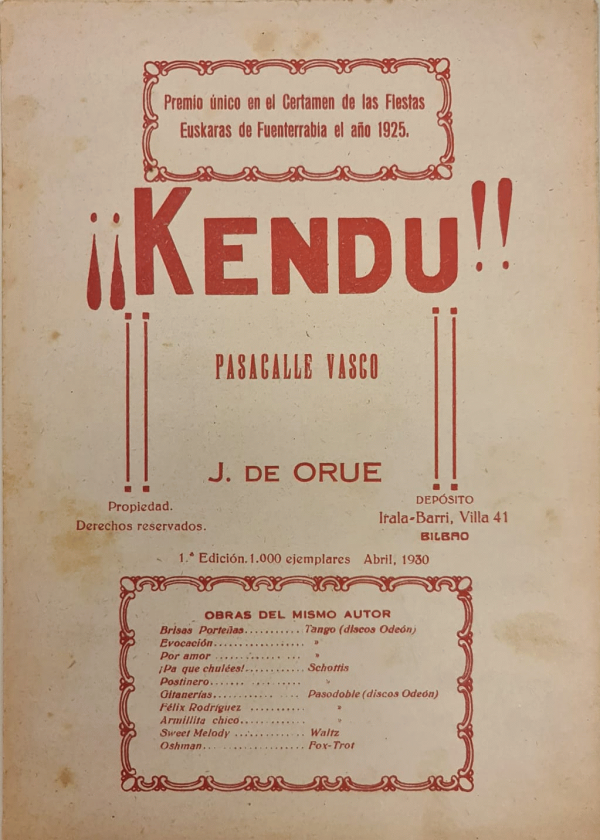 Premio único en el Certamen de las Fiestas
Euskaras de Fuenterrabia el año 1925.
¡¡KENDU!!
PASACALLE VASCO
J. DE ORUE
Propiedad.
Derechos reservados.
DEPÓSITO
Irala-Barri, Villa 41
BILBAO
1.ª Edición. 1.000 ejemplares Abril, 1930
OBRAS DEL MISMO AUTOR
Brisas Porteñas........... Tango (discos Odeón)
Evocación.................. »
Por amor ................. »
¡Pa que chulées!............ Schottis
Postinero.................. »
Gitanerías................. Pasodoble (discos Odeón)
Félix Rodríguez ........... »
Armillita chico............. »
Sweet Melody ............. Waltz
Oshman.................... Fox-Trot